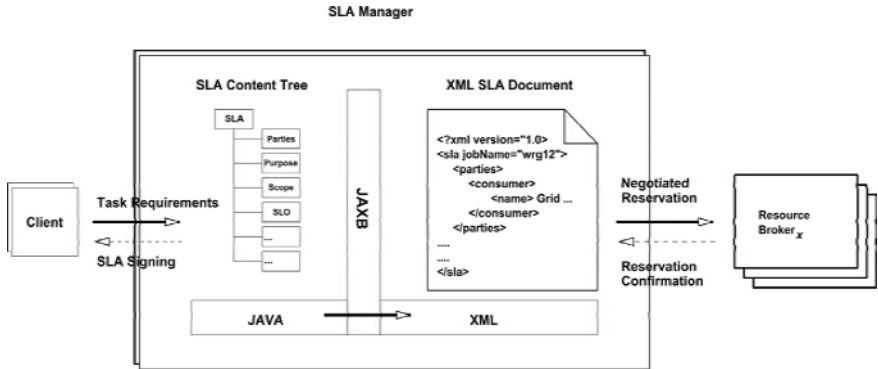 SLA Manager
SLA Content Tree
XML SLA Document
SLA
Parties
Purpose
Scope
SLO
...
...
JAXB
<?xml version="1.0>
<sla jobName="wrg12">
<parties>
<consumer>
<name> Grid ...
</consumer>
</parties>
....
....
</sla>
Client
Task Requirements
SLA Signing
Negotiated
Reservation
Reservation
Confirmation
Resource
Broker x
JAVA
XML